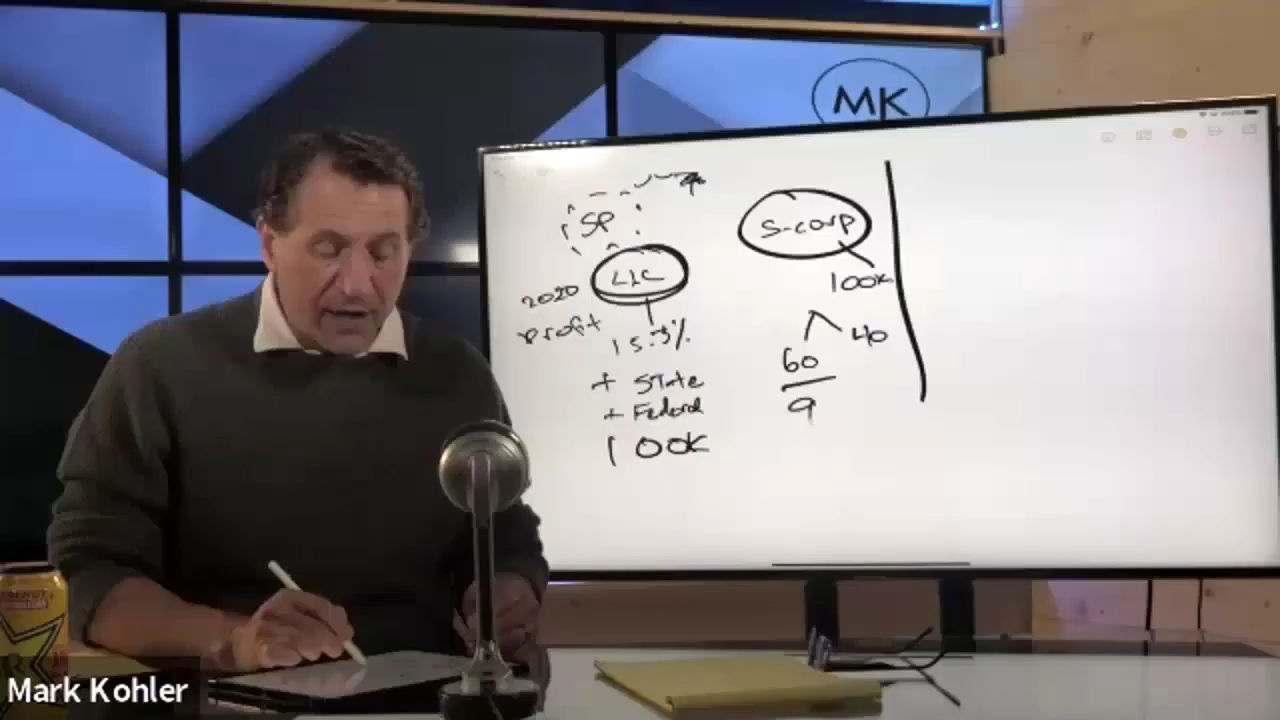 MK
SP
LLC
2020
profit
15.3%
+ State
+ Federal
100K
S-corp
100K
60
40
9
Mark Kohler